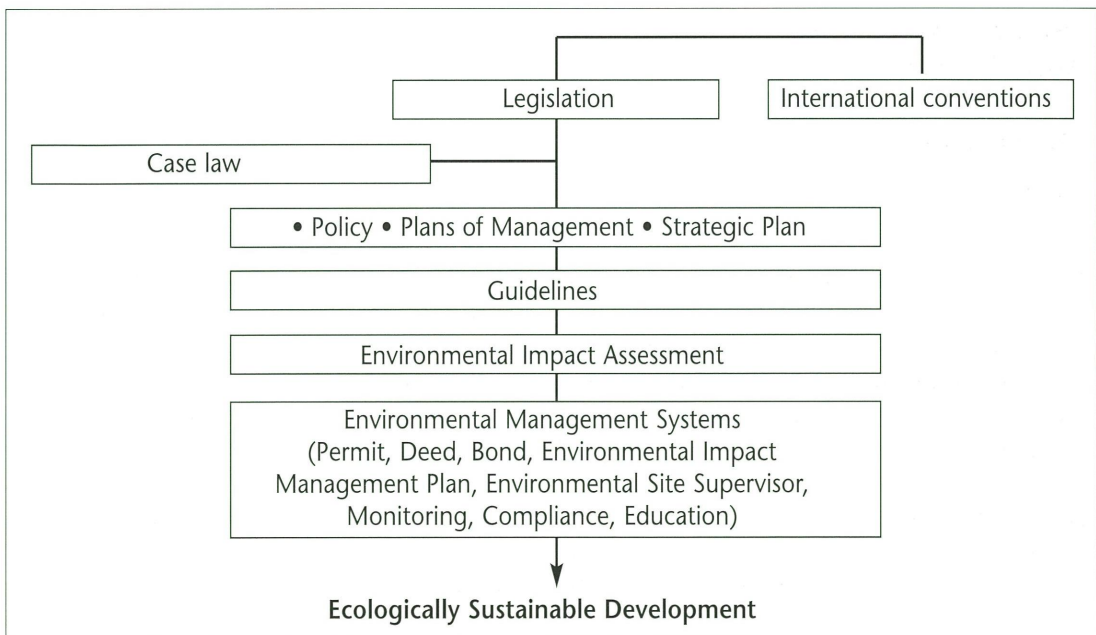 Legislation
International conventions
Case law
• Policy • Plans of Management • Strategic Plan
Guidelines
Environmental Impact Assessment
Environmental Management Systems
(Permit, Deed, Bond, Environmental Impact
Management Plan, Environmental Site Supervisor,
Monitoring, Compliance, Education)
Ecologically Sustainable Development